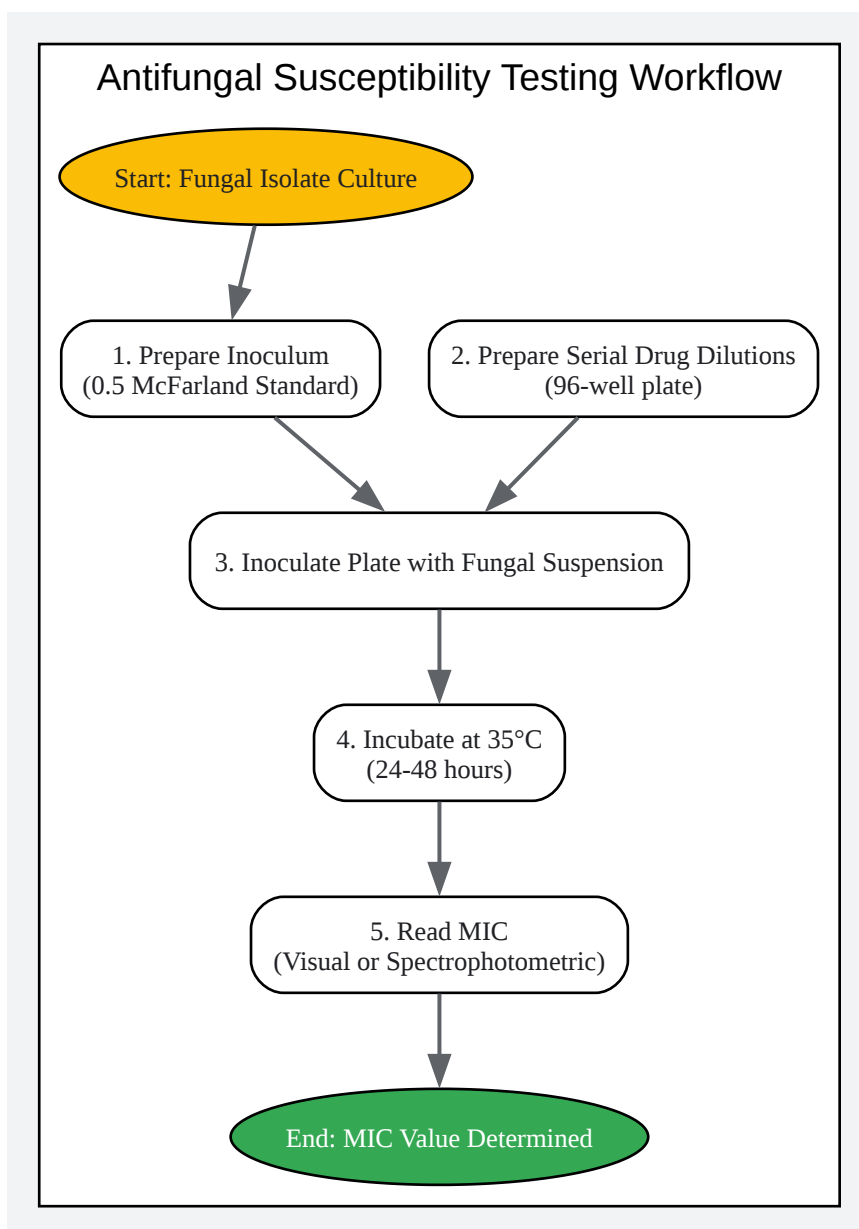 Antifungal Susceptibility Testing Workflow
Start: Fungal Isolate Culture
1. Prepare Inoculum
(0.5 McFarland Standard)
2. Prepare Serial Drug Dilutions
(96-well plate)
3. Inoculate Plate with Fungal Suspension
4. Incubate at 35°C
(24-48 hours)
5. Read MIC
(Visual or Spectrophotometric)
End: MIC Value Determined